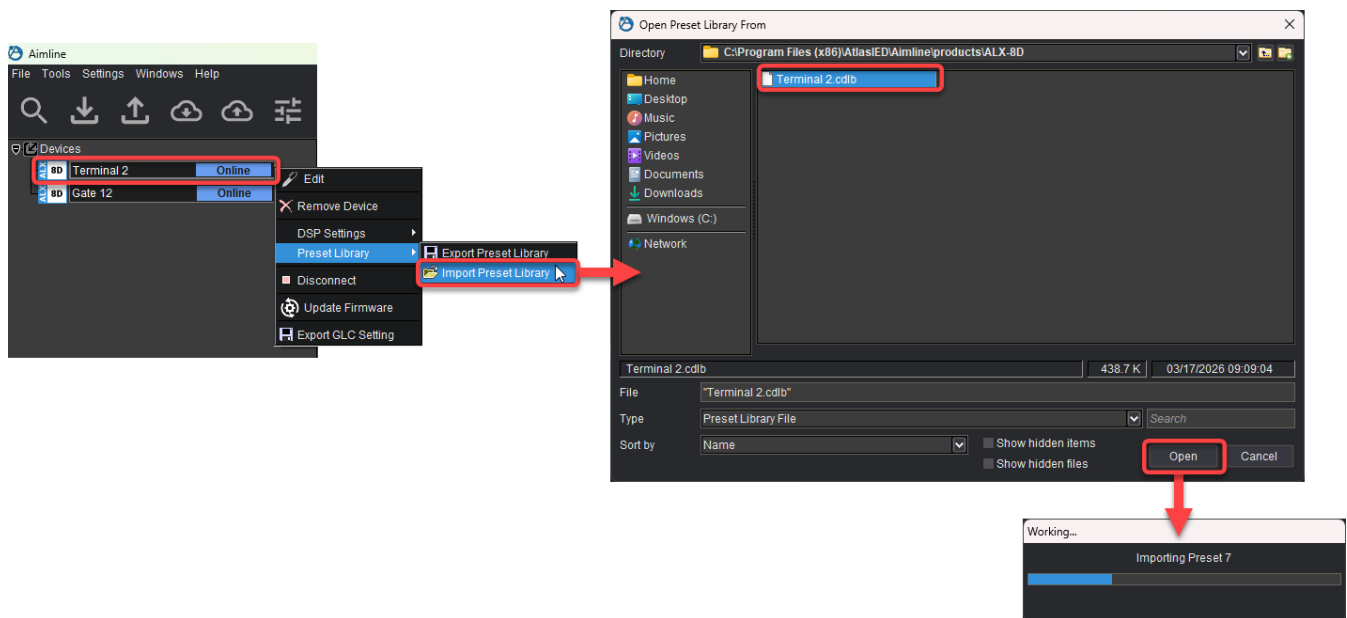 Aimline
File Tools Settings Windows Help
Devices
ALX 8D Terminal 2 Online
ALX 8D Gate 12 Online
Edit
Remove Device
DSP Settings
Preset Library
Disconnect
Update Firmware
Export GLC Setting
Export Preset Library
Import Preset Library
Open Preset Library From
Directory C:\Program Files (x86)\AtlasIED\Aimline\products\ALX-8D
Home
Desktop
Music
Pictures
Videos
Documents
Downloads
Windows (C:)
Network
Terminal 2.cdlb
Terminal 2.cdlb 438.7 K 03/17/2026 09:09:04
File "Terminal 2.cdlb"
Type Preset Library File Search
Sort by Name Show hidden items
Show hidden files
Open Cancel
Working...
Importing Preset 7